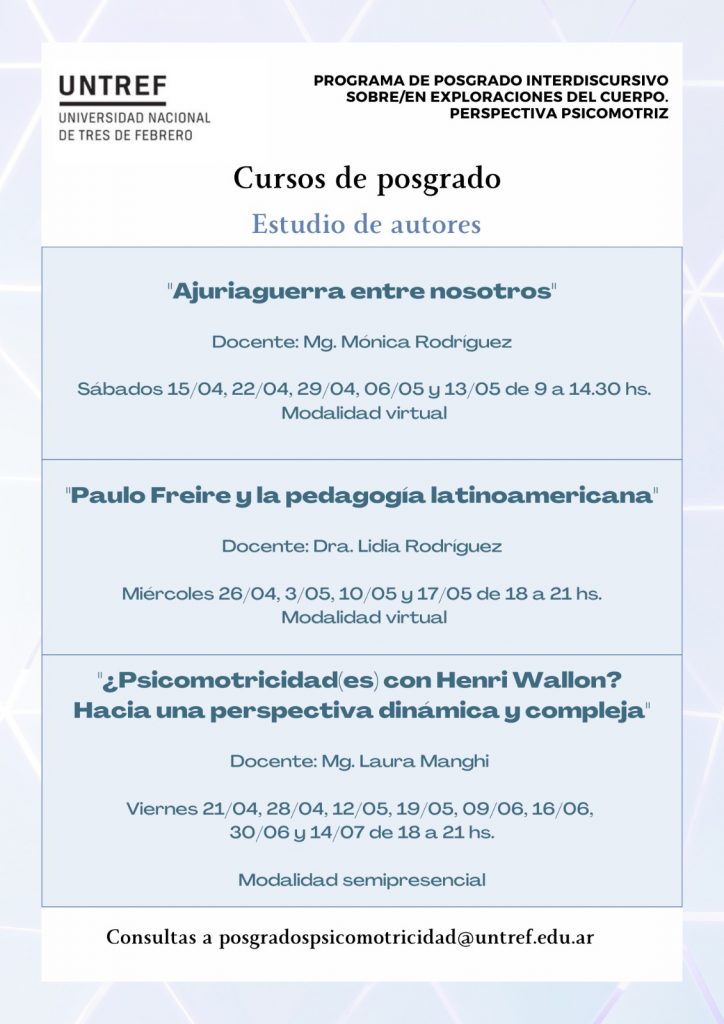 UNTREF
UNIVERSIDAD NACIONAL
DE TRES DE FEBRERO
PROGRAMA DE POSGRADO INTERDISCURSIVO
SOBRE/EN EXPLORACIONES DEL CUERPO.
PERSPECTIVA PSICOMOTRIZ
Cursos de posgrado
Estudio de autores
"Ajuriaguerra entre nosotros"
Docente: Mg. Mónica Rodríguez
Sábados 15/04, 22/04, 29/04, 06/05 y 13/05 de 9 a 14.30 hs.
Modalidad virtual
"Paulo Freire y la pedagogía latinoamericana"
Docente: Dra. Lidia Rodríguez
Miércoles 26/04, 3/05, 10/05 y 17/05 de 18 a 21 hs.
Modalidad virtual
"¿Psicomotricidad(es) con Henri Wallon?
Hacia una perspectiva dinámica y compleja"
Docente: Mg. Laura Manghi
Viernes 21/04, 28/04, 12/05, 19/05, 09/06, 16/06,
30/06 y 14/07 de 18 a 21 hs.
Modalidad semipresencial
Consultas a posgradospsicomotricidad@untref.edu.ar